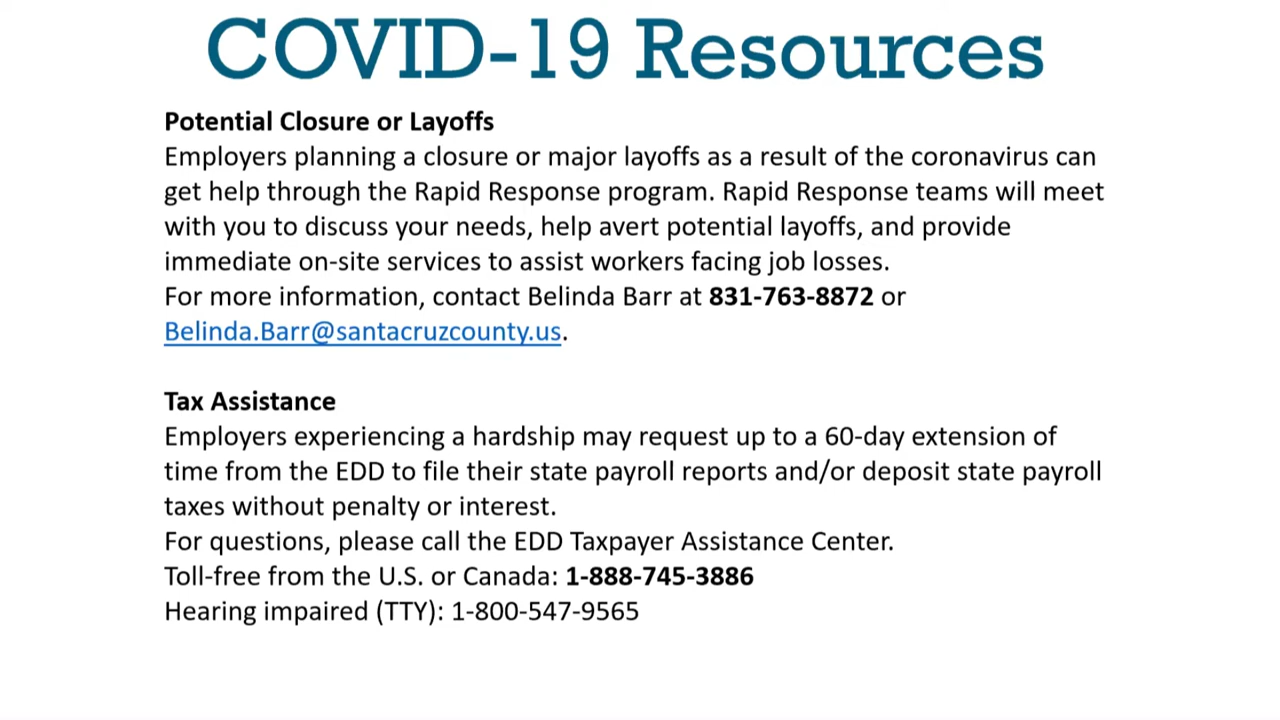 COVID-19 Resources
Potential Closure or Layoffs
Employers planning a closure or major layoffs as a result of the coronavirus can
get help through the Rapid Response program. Rapid Response teams will meet
with you to discuss your needs, help avert potential layoffs, and provide
immediate on-site services to assist workers facing job losses.
For more information, contact Belinda Barr at 831-763-8872 or
Belinda.Barr@santacruzcounty.us.
Tax Assistance
Employers experiencing a hardship may request up to a 60-day extension of
time from the EDD to file their state payroll reports and/or deposit state payroll
taxes without penalty or interest.
For questions, please call the EDD Taxpayer Assistance Center.
Toll-free from the U.S. or Canada: 1-888-745-3886
Hearing impaired (TTY): 1-800-547-9565